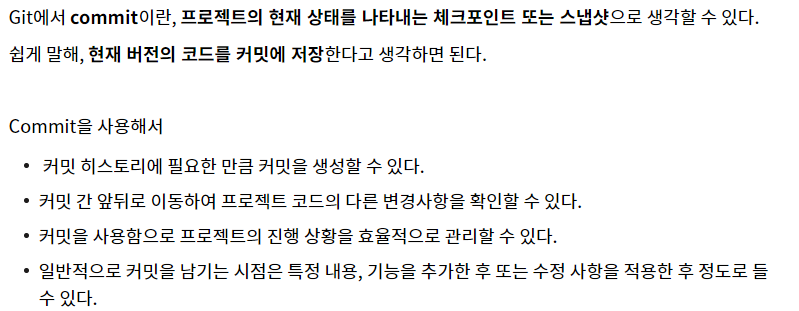 Git에서 commit이란, 프로젝트의 현재 상태를 나타내는 체크포인트 또는 스냅샷으로 생각할 수 있다.
쉽게 말해, 현재 버전의 코드를 커밋에 저장한다고 생각하면 된다.
Commit을 사용해서
• 커밋 히스토리에 필요한 만큼 커밋을 생성할 수 있다.
• 커밋 간 앞뒤로 이동하여 프로젝트 코드의 다른 변경사항을 확인할 수 있다.
• 커밋을 사용함으로 프로젝트의 진행 상황을 효율적으로 관리할 수 있다.
• 일반적으로 커밋을 남기는 시점은 특정 내용, 기능을 추가한 후 또는 수정 사항을 적용한 후 정도로 들
수 있다.